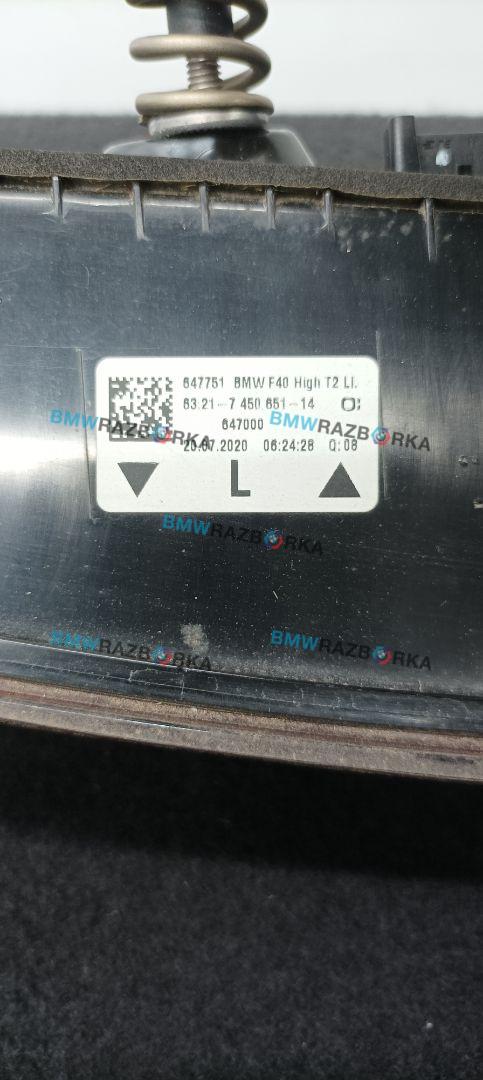 647751 BMW F40 High T2 LI.
63.21-7 450 651-14
647000
20.07.2020 06:24:28 Q:08
L
BMWRAZBORKA
BMWRAZBORKA
BMWRAZBORKA
BMWRAZBORKA
BMWRAZBORKA